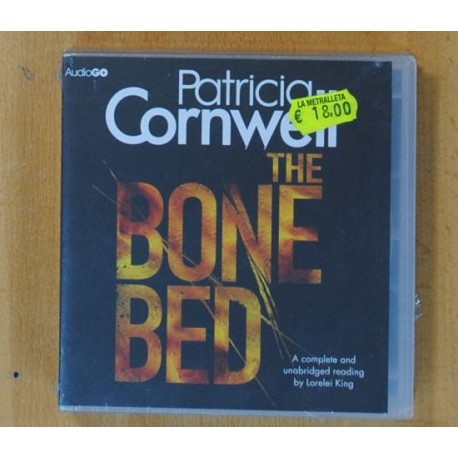 AudioGO
Patricia
Cornwell
LA METRALLETA
€ 18.00
THE
BONE
BED
A complete and
unabridged reading
by Lorelei King